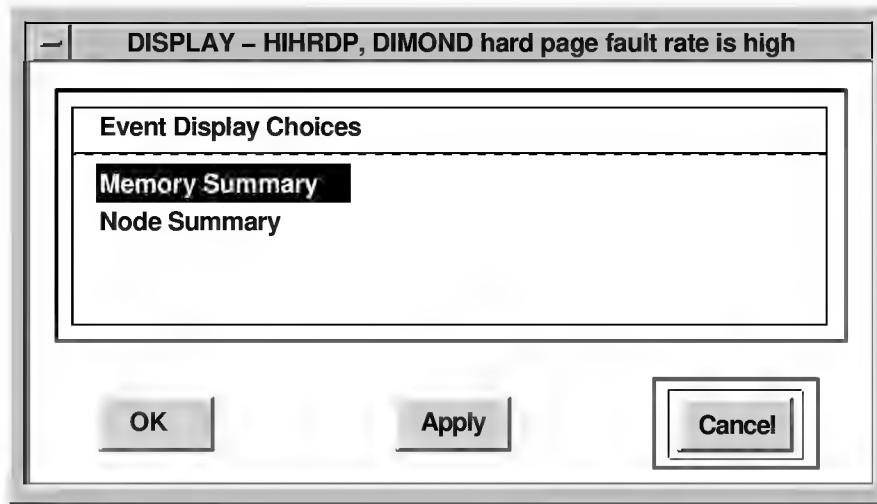 DISPLAY – HIHRDP, DIMOND hard page fault rate is high
Event Display Choices
Memory Summary
Node Summary
OK
Apply
Cancel